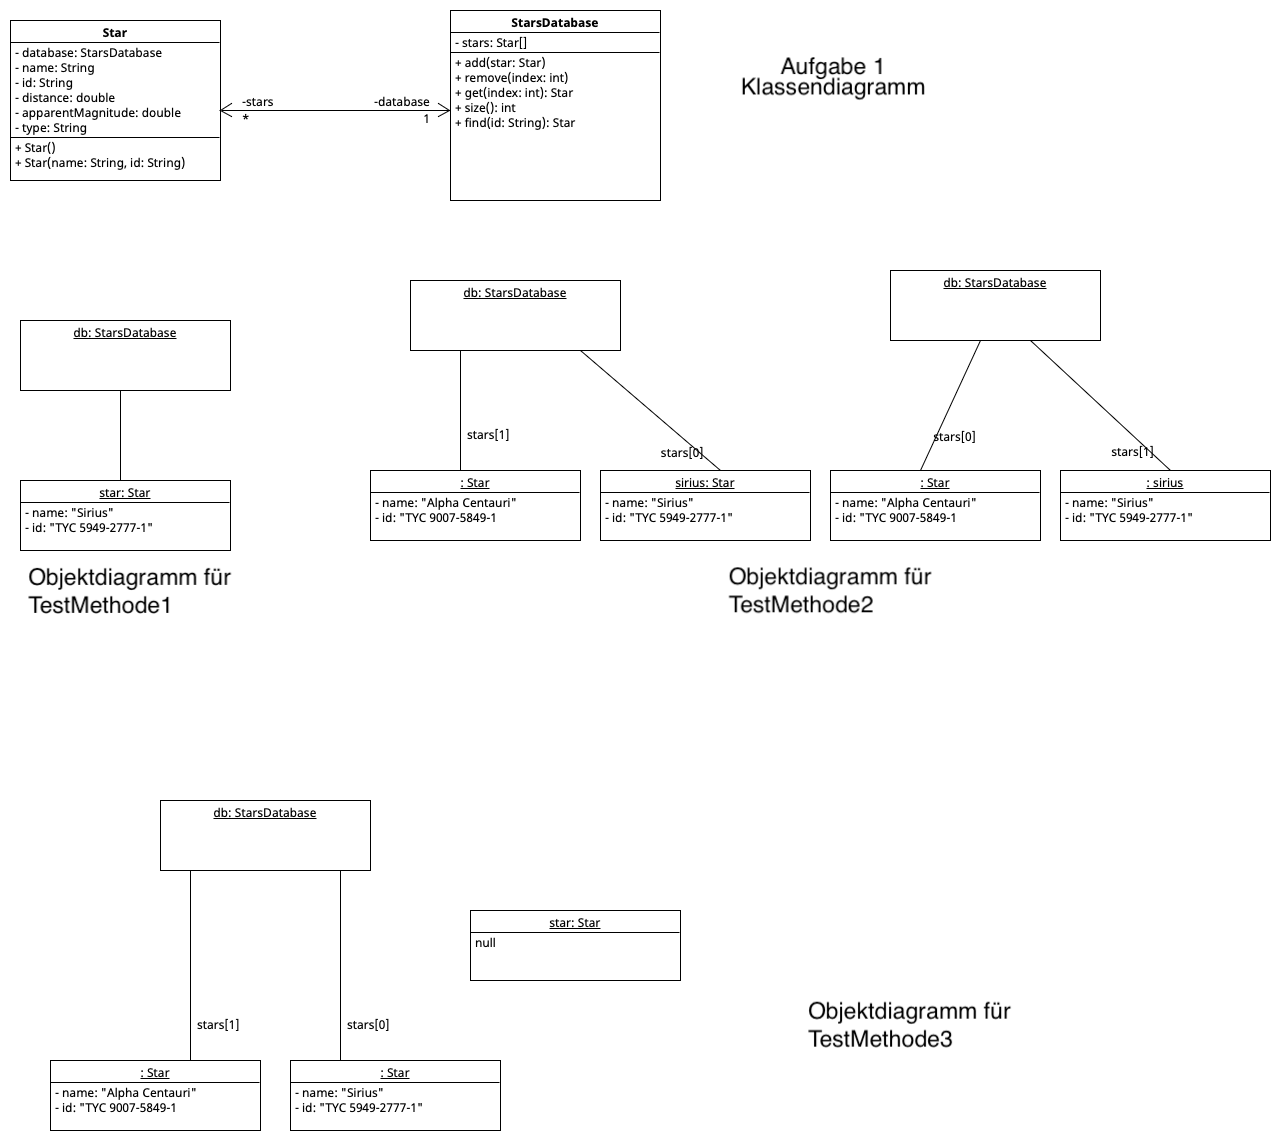 Star
- database: StarsDatabase
- name: String
- id: String
- distance: double
- apparentMagnitude: double
- type: String
+ Star()
+ Star(name: String, id: String)
-stars
*
-database
1
StarsDatabase
- stars: Star[]
+ add(star: Star)
+ remove(index: int)
+ get(index: int): Star
+ size(): int
+ find(id: String): Star
Aufgabe 1
Klassendiagramm
db: StarsDatabase
star: Star
- name: "Sirius"
- id: "TYC 5949-2777-1"
Objektdiagramm für
TestMethode1
db: StarsDatabase
stars[1]
stars[0]
: Star
- name: "Alpha Centauri"
- id: "TYC 9007-5849-1
sirius: Star
- name: "Sirius"
- id: "TYC 5949-2777-1"
db: StarsDatabase
stars[0]
stars[1]
: Star
- name: "Alpha Centauri"
- id: "TYC 9007-5849-1
: sirius
- name: "Sirius"
- id: "TYC 5949-2777-1"
Objektdiagramm für
TestMethode2
db: StarsDatabase
stars[1]
stars[0]
: Star
- name: "Alpha Centauri"
- id: "TYC 9007-5849-1
: Star
- name: "Sirius"
- id: "TYC 5949-2777-1"
star: Star
null
Objektdiagramm für
TestMethode3